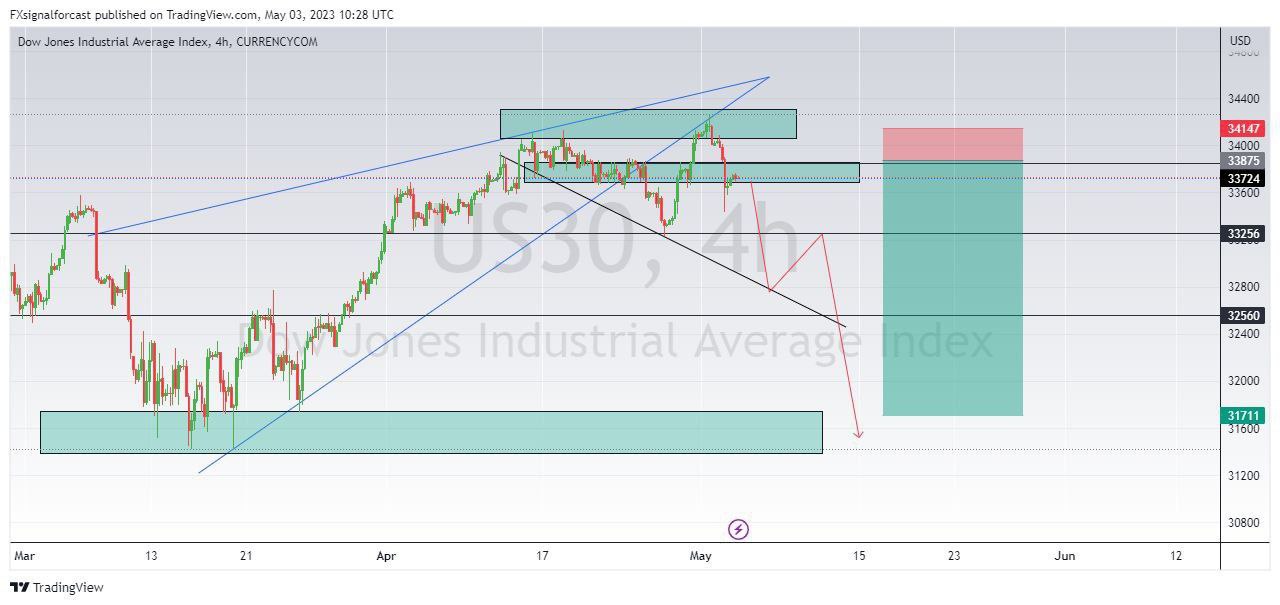 FXsignalforcast published on TradingView.com, May 03, 2023 10:28 UTC
Dow Jones Industrial Average Index, 4h, CURRENCYCOM
USD
34800
34400
34147
34000
33875
33724
33600
33256
33200
US30, 4h
32800
32560
Dow Jones Industrial Average Index
32400
32000
31711
31600
31200
30800
Mar 13 21 Apr 17 May 15 23 Jun 12
TradingView